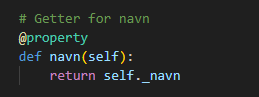 # Getter for navn
@property
def navn(self):
    return self._navn